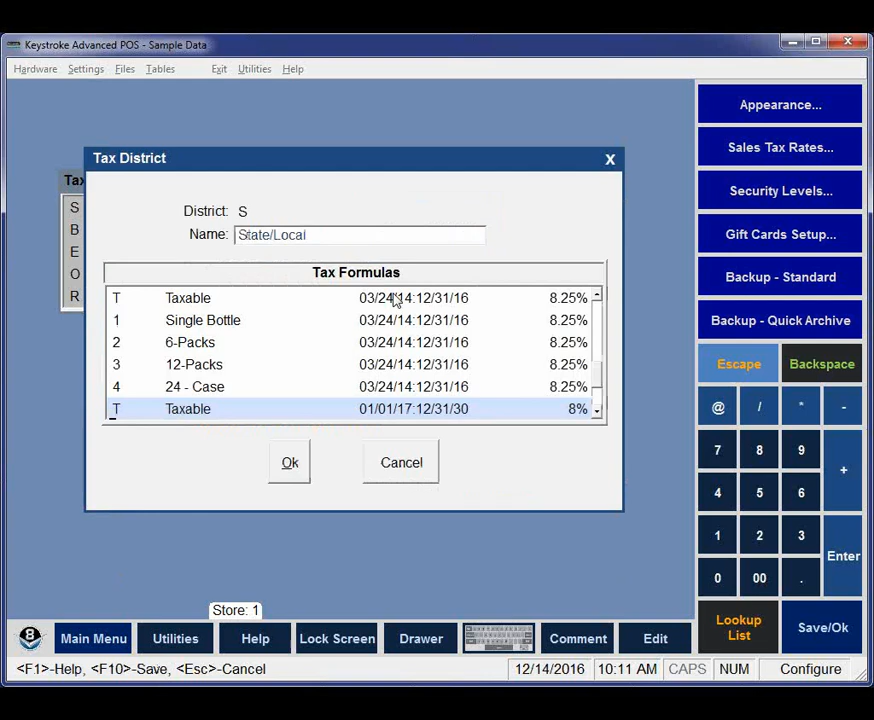 Keystroke Advanced POS - Sample Data
Hardware Settings Files Tables Exit Utilities Help
Appearance...
Sales Tax Rates...
Security Levels...
Gift Cards Setup...
Backup - Standard
Backup - Quick Archive
Escape Backspace
@ / * -
7 8 9 +
4 5 6
1 2 3 Enter
0 00 .
Lookup List
Save/Ok
Tax
S
B
E
O
R
Tax District X
District: S
Name: State/Local
Tax Formulas
T Taxable 03/24/14:12/31/16 8.25%
1 Single Bottle 03/24/14:12/31/16 8.25%
2 6-Packs 03/24/14:12/31/16 8.25%
3 12-Packs 03/24/14:12/31/16 8.25%
4 24 - Case 03/24/14:12/31/16 8.25%
T Taxable 01/01/17:12/31/30 8%
Ok Cancel
Store: 1
8 Main Menu Utilities Help Lock Screen Drawer Comment Edit
<F1>-Help, <F10>-Save, <Esc>-Cancel 12/14/2016 10:11 AM CAPS NUM Configure